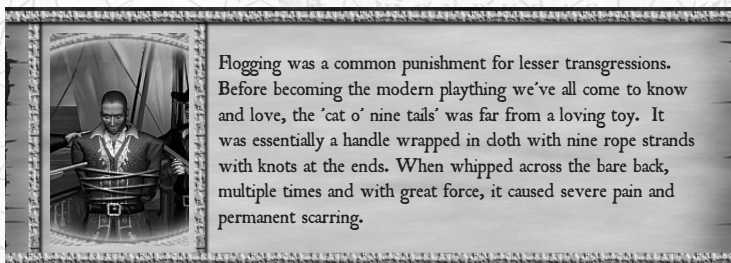 Flogging was a common punishment for lesser transgressions.
Before becoming the modern plaything we've all come to know
and love, the 'cat o' nine tails' was far from a loving toy. It
was essentially a handle wrapped in cloth with nine rope strands
with knots at the ends. When whipped across the bare back,
multiple times and with great force, it caused severe pain and
permanent scarring.